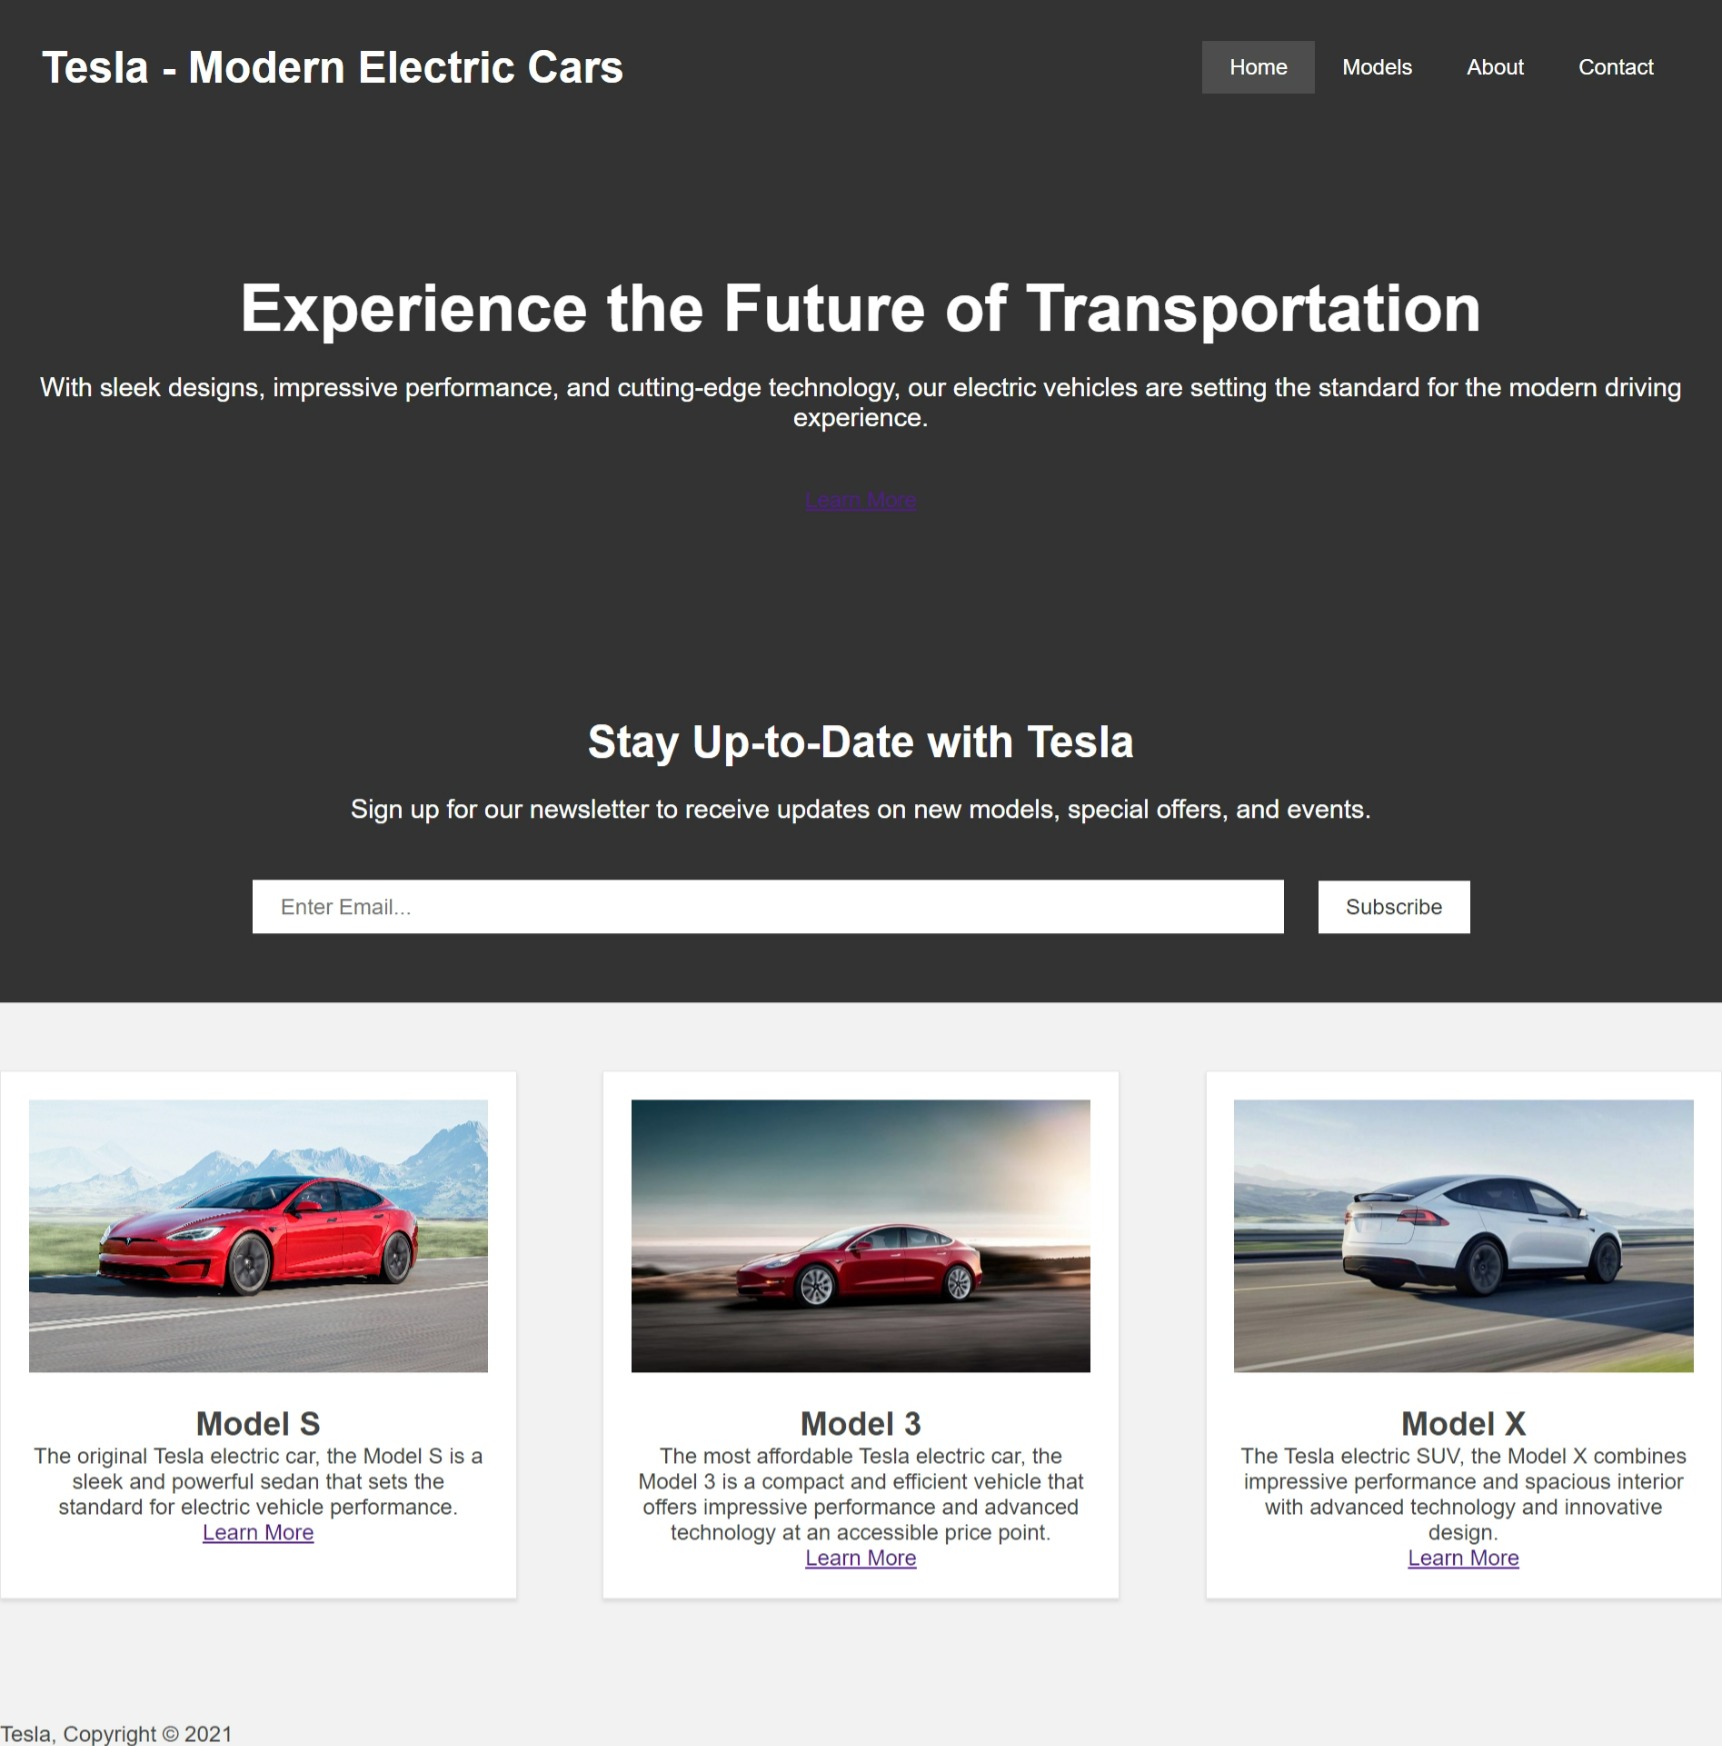 Tesla - Modern Electric Cars
Home
Models
About
Contact
Experience the Future of Transportation
With sleek designs, impressive performance, and cutting-edge technology, our electric vehicles are setting the standard for the modern driving
experience.
Learn More
Stay Up-to-Date with Tesla
Sign up for our newsletter to receive updates on new models, special offers, and events.
Enter Email...
Subscribe
Model S
The original Tesla electric car, the Model S is a
sleek and powerful sedan that sets the
standard for electric vehicle performance.
Learn More
Model 3
The most affordable Tesla electric car, the
Model 3 is a compact and efficient vehicle that
offers impressive performance and advanced
technology at an accessible price point.
Learn More
Model X
The Tesla electric SUV, the Model X combines
impressive performance and spacious interior
with advanced technology and innovative
design.
Learn More
Tesla, Copyright © 2021